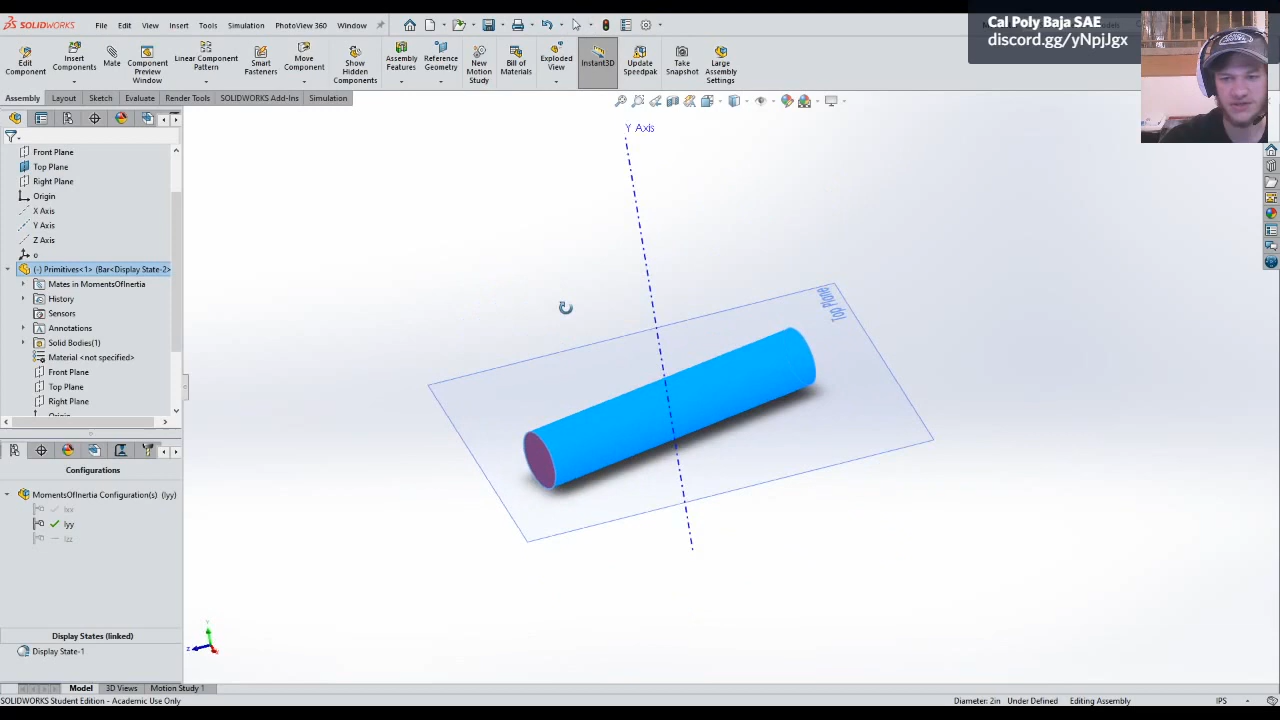 SOLIDWORKS File Edit View Insert Tools Simulation PhotoView 360 Window
Cal Poly Baja SAE
discord.gg/yNpjJgx
Edit Component
Insert Components
Mate
Component Preview Window
Linear Component Pattern
Smart Fasteners
Move Component
Show Hidden Components
Assembly Features
Reference Geometry
New Motion Study
Bill of Materials
Exploded View
Instant3D
Update Speedpak
Take Snapshot
Large Assembly Settings
Assembly Layout Sketch Evaluate Render Tools SOLIDWORKS Add-Ins Simulation
Front Plane
Top Plane
Right Plane
Origin
X Axis
Y Axis
Z Axis
o
(-) Primitives<1> (Bar<Display State-2>
Mates in MomentsOfInertia
History
Sensors
Annotations
Solid Bodies(1)
Material <not specified>
Front Plane
Top Plane
Right Plane
Origin
Y Axis
Top Plane
Configurations
MomentsOfInertia Configuration(s) (Iyy)
Ixx
Iyy
Izz
Display States (linked)
Display State-1
Y
Z
Model 3D Views Motion Study 1
SOLIDWORKS Student Edition - Academic Use Only
Diameter: 2in Under Defined Editing Assembly IPS